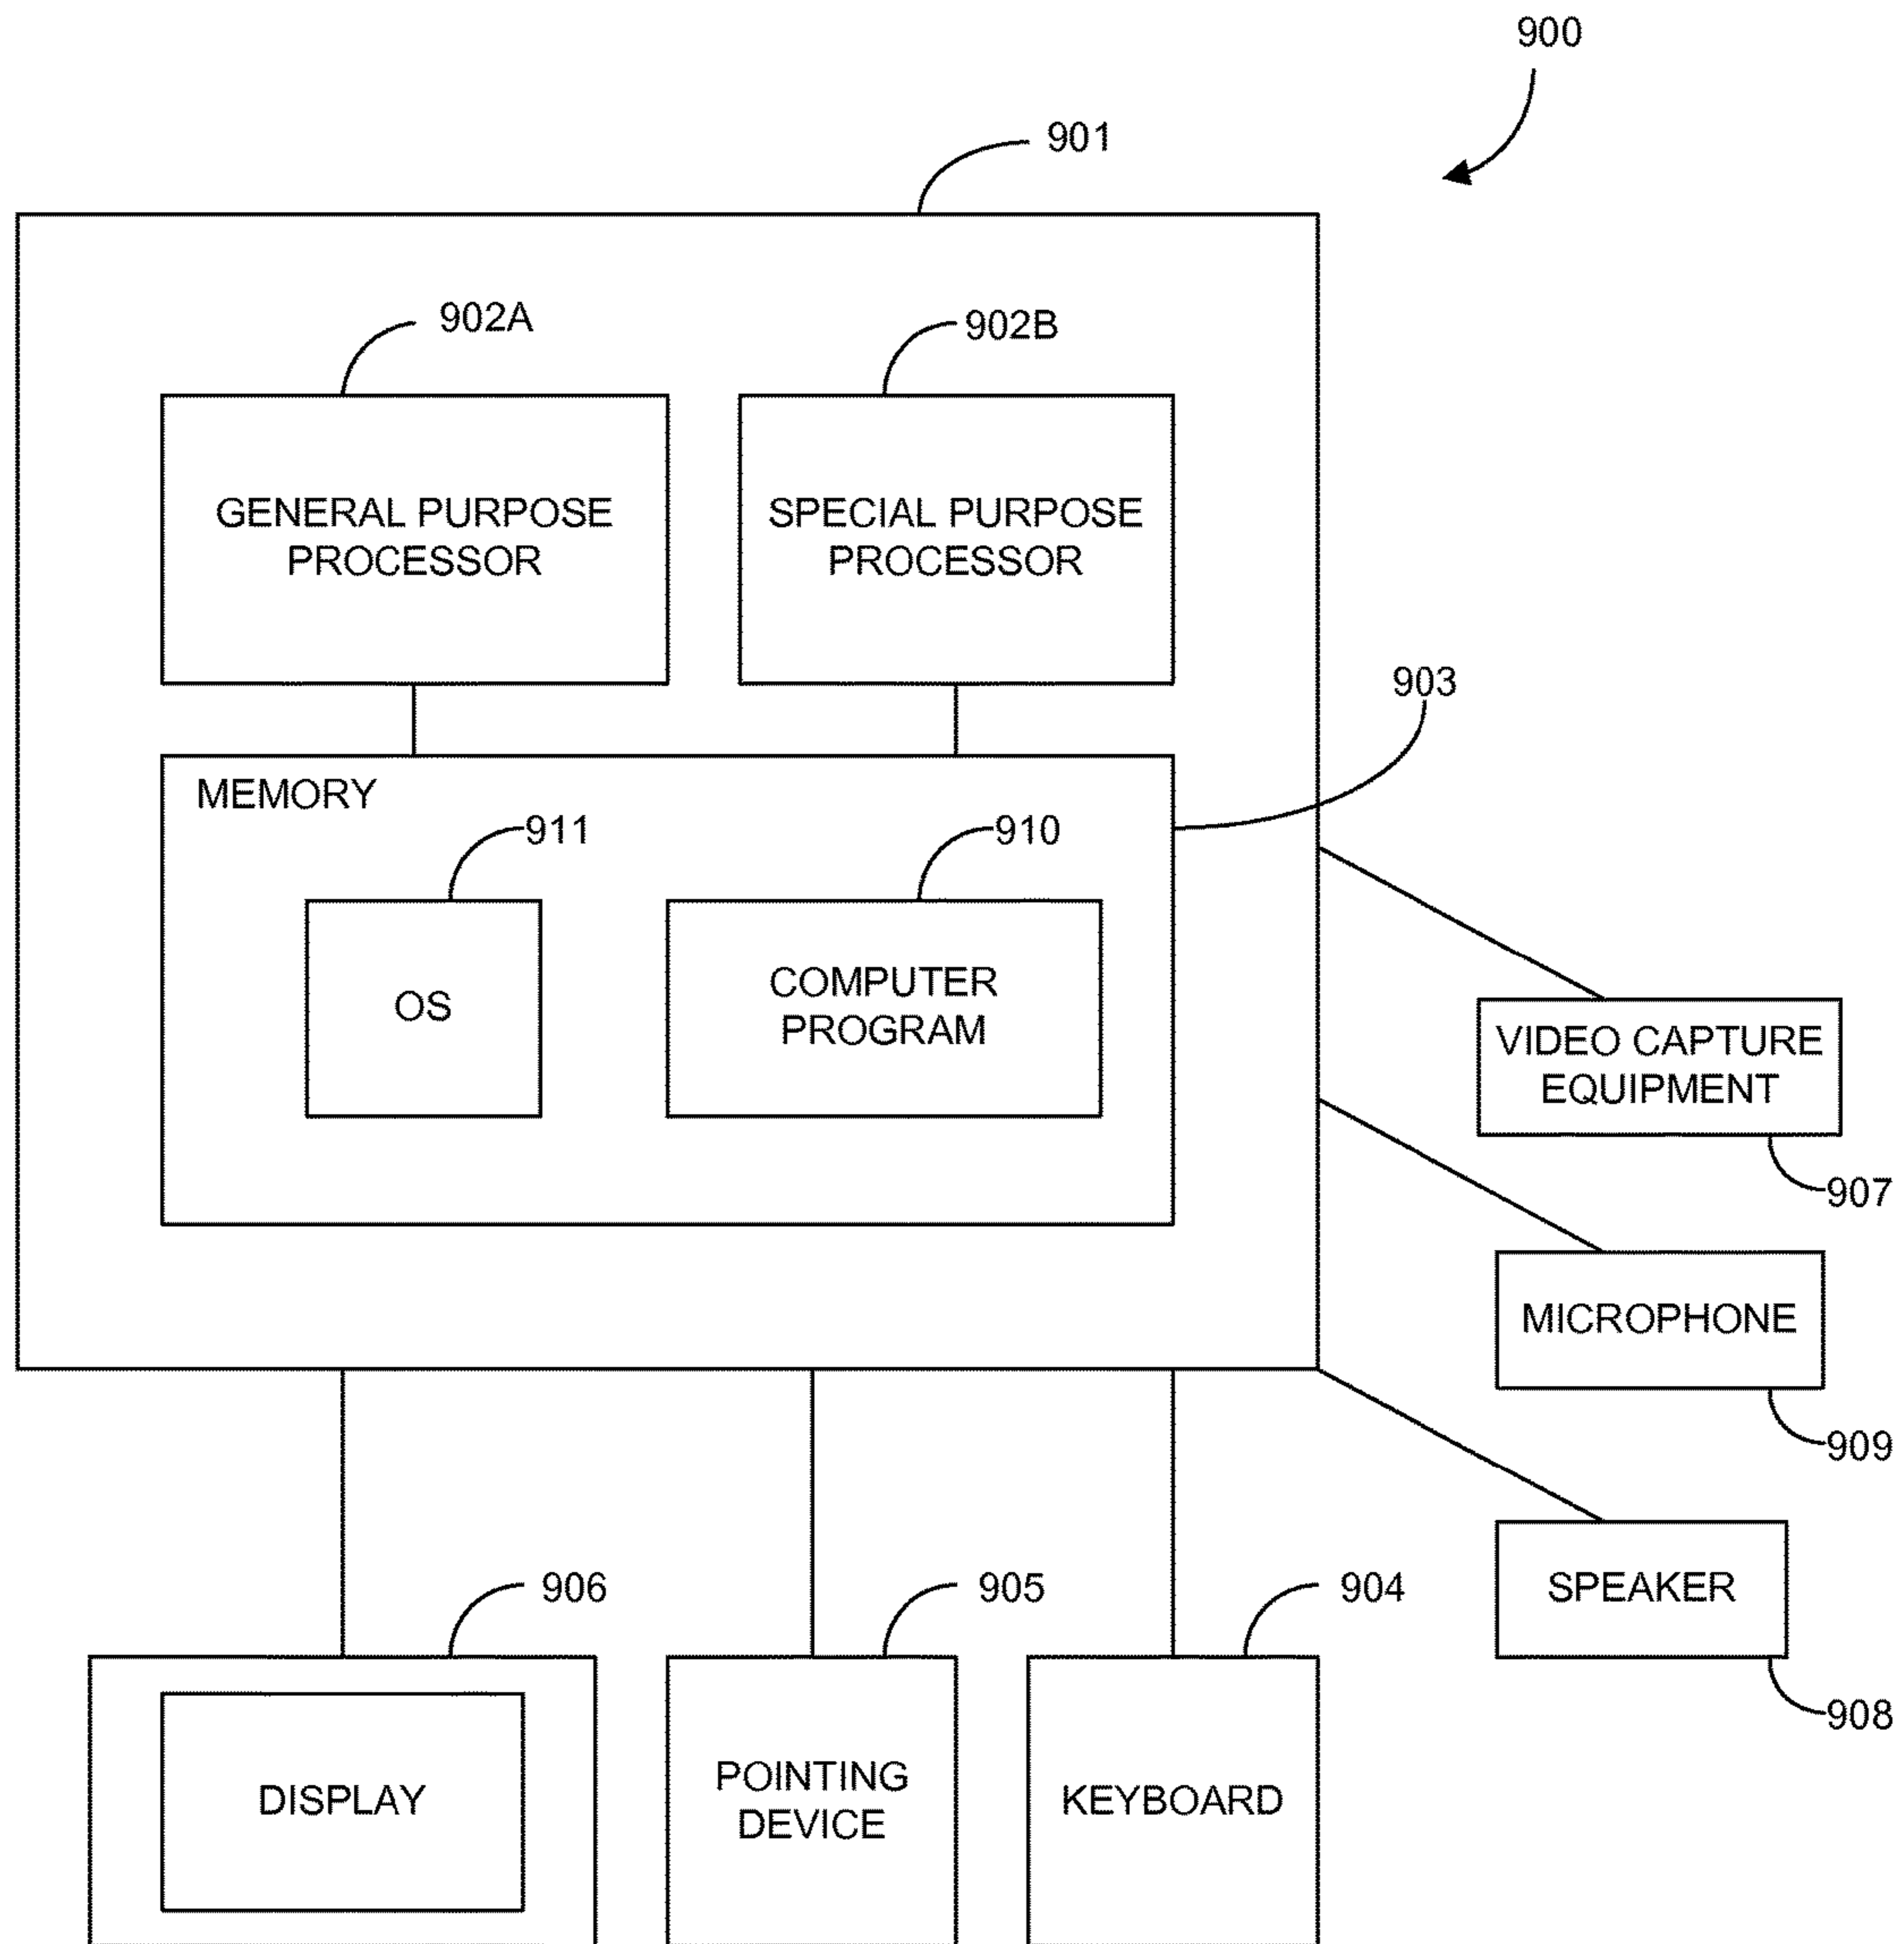 900
901
902A
902B
GENERAL PURPOSE
PROCESSOR
SPECIAL PURPOSE
PROCESSOR
903
MEMORY
911
910
OS
COMPUTER
PROGRAM
VIDEO CAPTURE
EQUIPMENT
907
MICROPHONE
909
SPEAKER
908
906
905
904
DISPLAY
POINTING
DEVICE
KEYBOARD